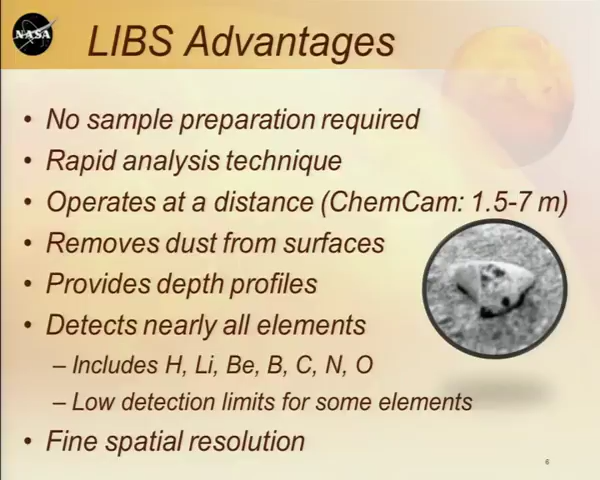 NASA
LIBS Advantages
• No sample preparation required
• Rapid analysis technique
• Operates at a distance (ChemCam: 1.5-7 m)
• Removes dust from surfaces
• Provides depth profiles
• Detects nearly all elements
– Includes H, Li, Be, B, C, N, O
– Low detection limits for some elements
• Fine spatial resolution
6